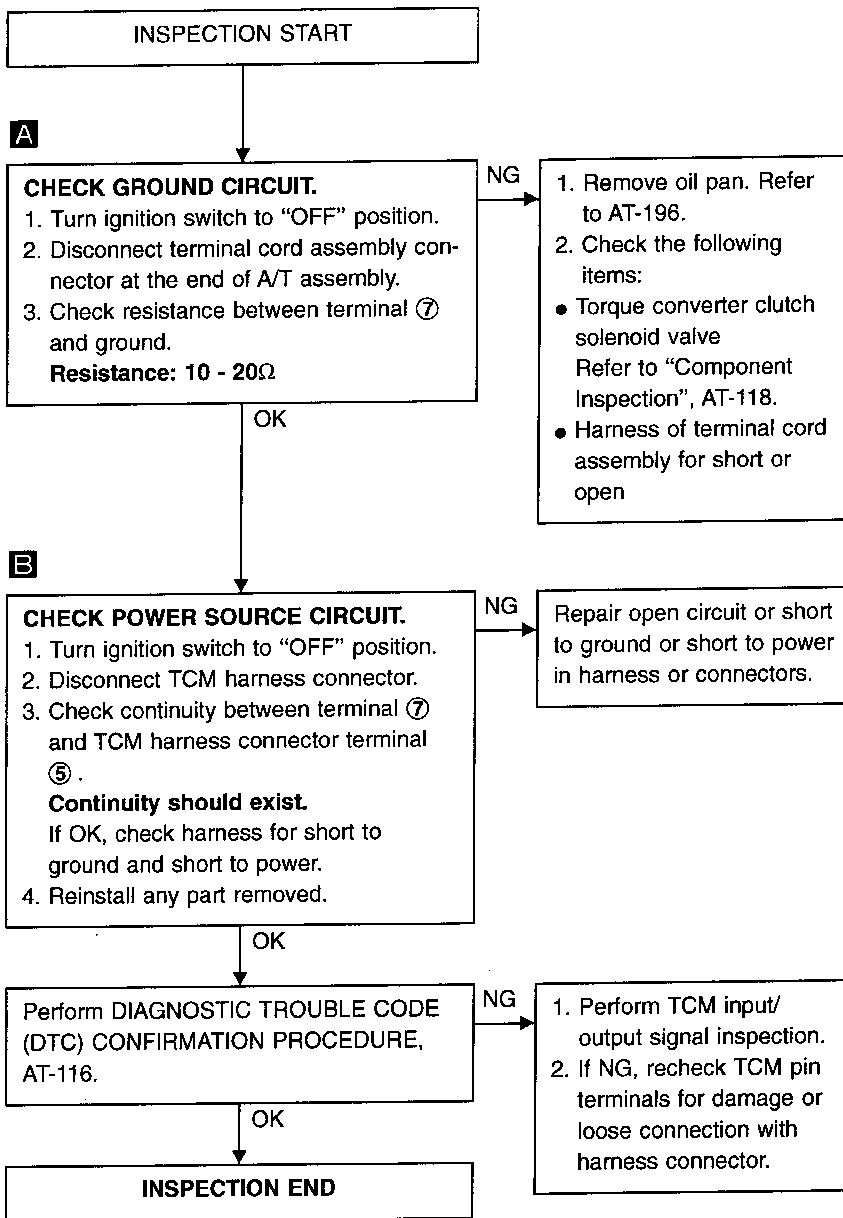 INSPECTION START
A
CHECK GROUND CIRCUIT.
1. Turn ignition switch to “OFF” position.
2. Disconnect terminal cord assembly con-
nector at the end of A/T assembly.
3. Check resistance between terminal ⑦
and ground.
Resistance: 10 - 20Ω
NG
1. Remove oil pan. Refer
to AT-196.
2. Check the following
items:
● Torque converter clutch
solenoid valve
Refer to “Component
Inspection”, AT-118.
● Harness of terminal cord
assembly for short or
open
OK
B
CHECK POWER SOURCE CIRCUIT.
1. Turn ignition switch to “OFF” position.
2. Disconnect TCM harness connector.
3. Check continuity between terminal ⑦
and TCM harness connector terminal
⑤ .
Continuity should exist.
If OK, check harness for short to
ground and short to power.
4. Reinstall any part removed.
NG
Repair open circuit or short
to ground or short to power
in harness or connectors.
OK
Perform DIAGNOSTIC TROUBLE CODE
(DTC) CONFIRMATION PROCEDURE,
AT-116.
NG
1. Perform TCM input/
output signal inspection.
2. If NG, recheck TCM pin
terminals for damage or
loose connection with
harness connector.
OK
INSPECTION END